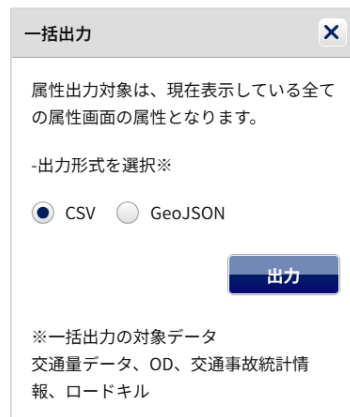 一括出力
属性出力対象は、現在表示している全て
の属性画面の属性となります。
-出力形式を選択※
CSV GeoJSON
出力
※一括出力の対象データ
交通量データ、OD、交通事故統計情
報、ロードキル